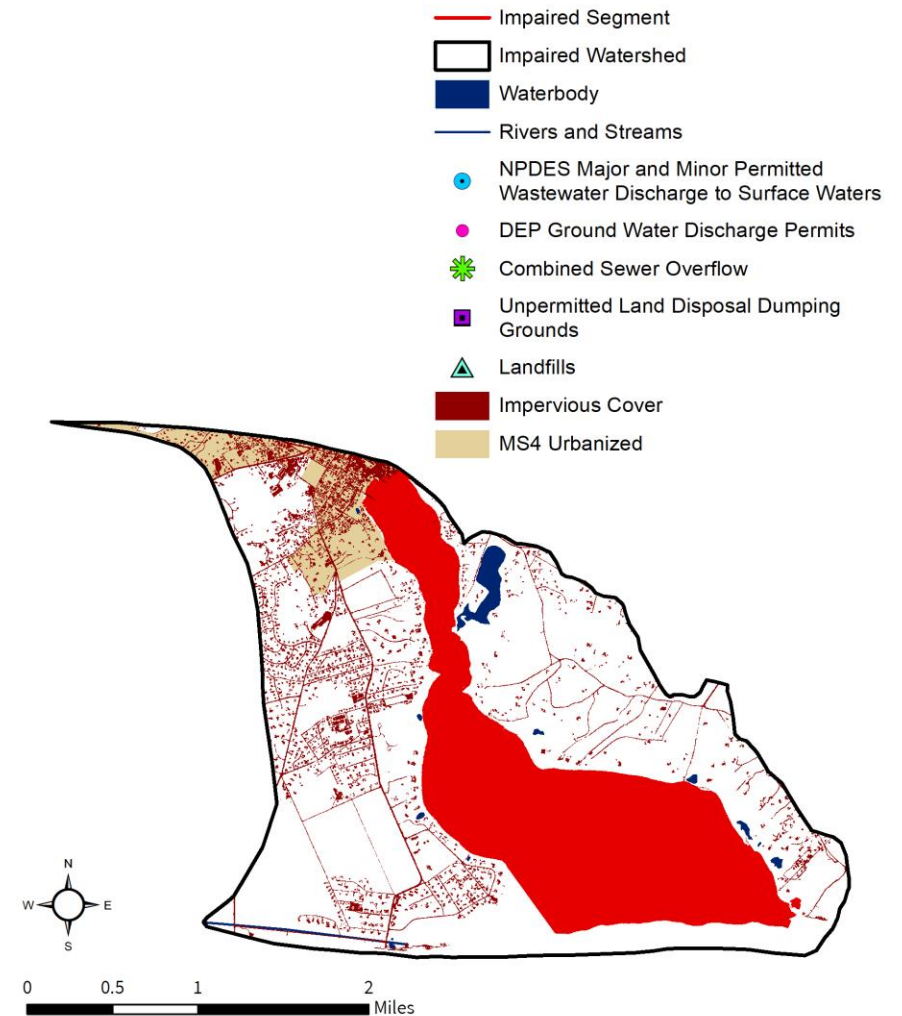 Impaired Segment
Impaired Watershed
Waterbody
Rivers and Streams
NPDES Major and Minor Permitted
Wastewater Discharge to Surface Waters
DEP Ground Water Discharge Permits
Combined Sewer Overflow
Unpermitted Land Disposal Dumping
Grounds
Landfills
Impervious Cover
MS4 Urbanized
N
W E
S
0 0.5 1 2
Miles